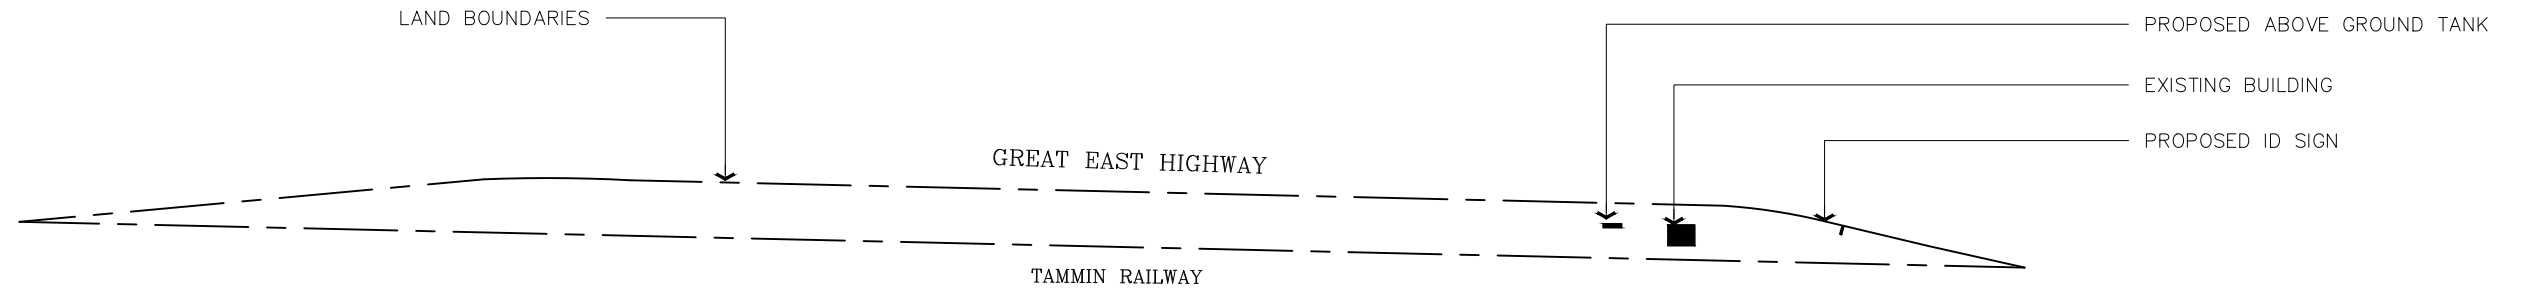 LAND BOUNDARIES
PROPOSED ABOVE GROUND TANK
EXISTING BUILDING
PROPOSED ID SIGN
GREAT EAST HIGHWAY
TAMMIN RAILWAY